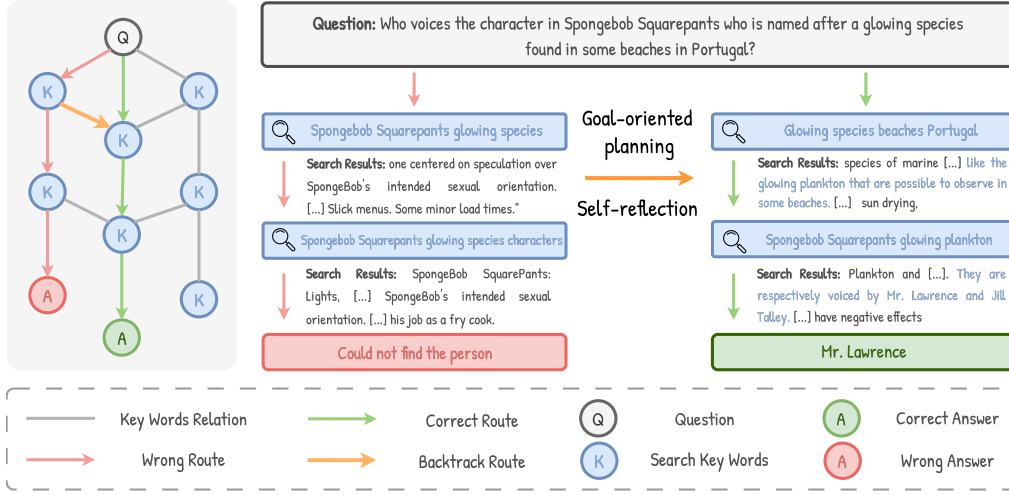 Question: Who voices the character in Spongebob Squarepants who is named after a glowing species
found in some beaches in Portugal?
Q
K
K
K
K
K
K
A
K
A
Spongebob Squarepants glowing species
Search Results: one centered on speculation over
SpongeBob's intended sexual orientation.
[...] Slick menus. Some minor load times."
Spongebob Squarepants glowing species characters
Search Results: SpongeBob SquarePants:
Lights, [...] SpongeBob's intended sexual
orientation. [...] his job as a fry cook.
Could not find the person
Goal-oriented
planning
Self-reflection
Glowing species beaches Portugal
Search Results: species of marine [...] like the
glowing plankton that are possible to observe in
some beaches. [...] sun drying,
Spongebob Squarepants glowing plankton
Search Results: Plankton and [...]. They are
respectively voiced by Mr. Lawrence and Jill
Talley. [...] have negative effects
Mr. Lawrence
Key Words Relation
Correct Route
Q
Question
A
Correct Answer
Wrong Route
Backtrack Route
K
Search Key Words
A
Wrong Answer